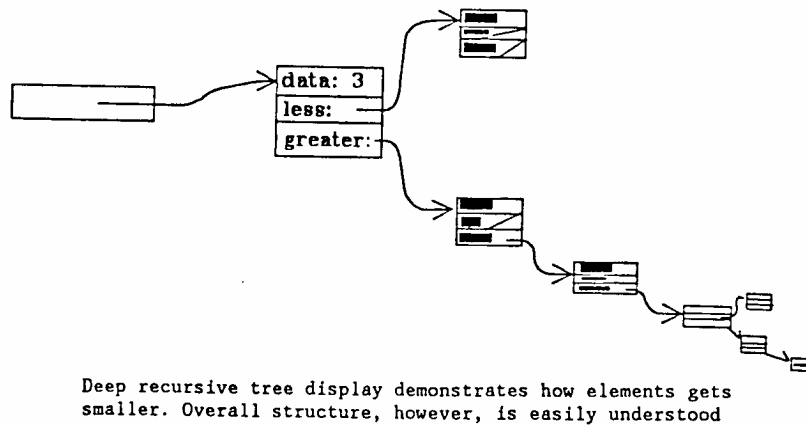 data: 3
less:
greater:
Deep recursive tree display demonstrates how elements gets
smaller. Overall structure, however, is easily understood